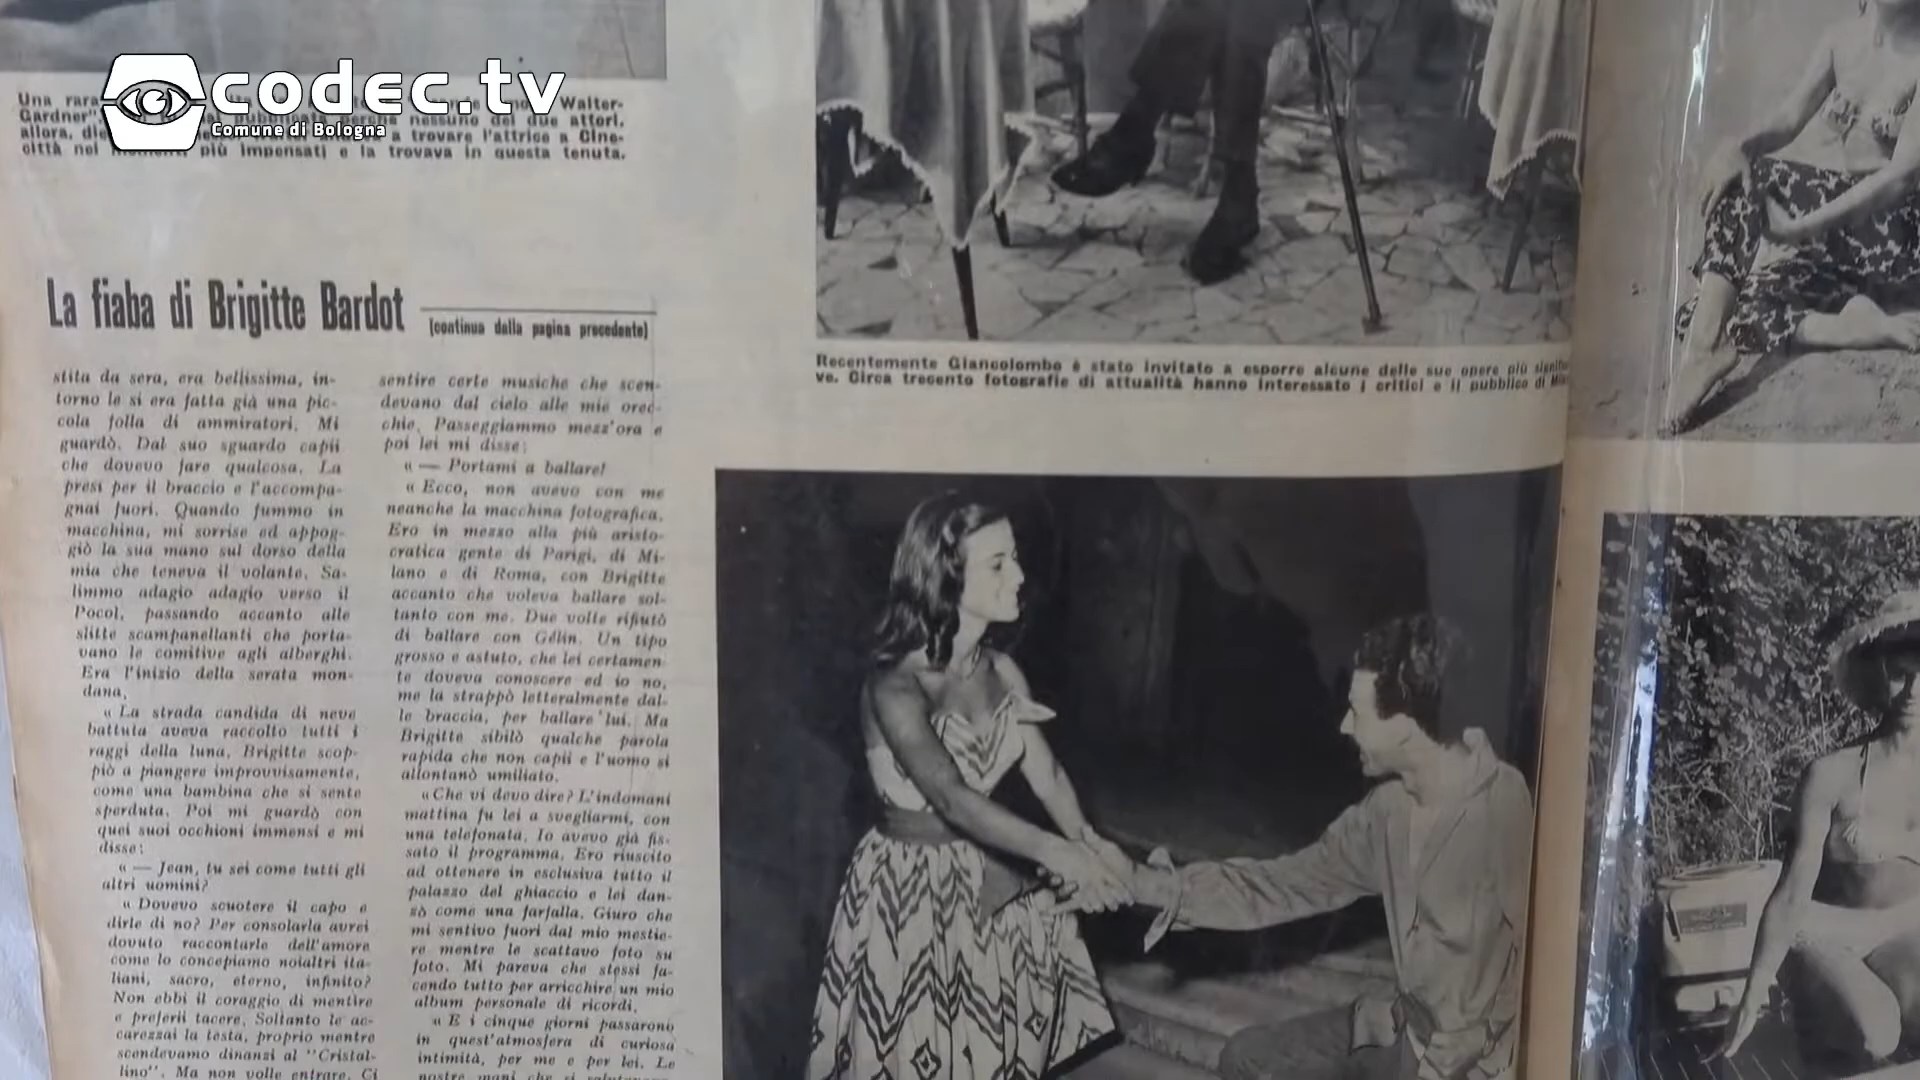 codec.tv
Comune di Bologna
Una rara
Walter-
Gardner"
pubblicata perché nessuno dei due attori,
allora,
a trovare l'attrice a Cine-
città nei momenti più impensati e la trovava in questa tenuta.
La fiaba di Brigitte Bardot
(continua dalla pagina precedente)
stita da sera, era bellissima, in-
torno le si era fatta già una pic-
cola folla di ammiratori. Mi
guardò. Dal suo sguardo capii
che dovevo fare qualcosa. La
presi per il braccio e l'accompa-
gnai fuori. Quando fummo in
macchina, mi sorrise ed appog-
giò la sua mano sul dorso della
mia che teneva il volante. Sa-
limmo adagio adagio verso il
Pocol, passando accanto alle
slitte scampanellanti che porta-
vano le comitive agli alberghi.
Era l'inizio della serata mon-
dana,
« La strada candida di neve
battuta aveva raccolto tutti i
raggi della luna. Brigitte scop-
piò a piangere improvvisamente,
come una bambina che si sente
sperduta. Poi mi guardò con
quei suoi occhioni immensi e mi
disse:
« — Jean, tu sei come tutti gli
altri uomini?
« Dovevo scuotere il capo e
dirle di no? Per consolarla avrei
dovuto raccontarle dell'amore
come lo concepiamo noialtri ita-
liani, sacro, eterno, infinito?
Non ebbi il coraggio di mentire
e preferii tacere. Soltanto le ac-
carezzai la testa, proprio mentre
scendevamo dinanzi al "Cristal-
lino". Ma non volle entrare. Ci
sentire certe musiche che scen-
devano dal cielo alle mie orec-
chie. Passeggiammo mezz'ora e
poi lei mi disse:
« — Portami a ballare!
« Ecco, non avevo con me
neanche la macchina fotografica.
Ero in mezzo alla più aristo-
cratica gente di Parigi, di Mi-
lano e di Roma, con Brigitte
accanto che voleva ballare sol-
tanto con me. Due volte rifiutò
di ballare con Gélin. Un tipo
grosso e astuto, che lei certamen-
te doveva conoscere ed io no,
me la strappò letteralmente dal-
le braccia, per ballare lui. Ma
Brigitte sibilò qualche parola
rapida che non capii e l'uomo si
allontanò umiliato.
« Che vi devo dire? L'indomani
mattina fu lei a svegliarmi, con
una telefonata. Io avevo già fis-
sato il programma. Ero riuscito
ad ottenere in esclusiva tutto il
palazzo del ghiaccio e lei dan-
zò come una farfalla. Giuro che
mi sentivo fuori dal mio mestie-
re mentre le scattavo foto su
foto. Mi pareva che stessi fa-
cendo tutto per arricchire un mio
album personale di ricordi.
« E i cinque giorni passarono
in quest'atmosfera di curiosa
intimità, per me e per lei. Le
nostre mani che si
Recentemente Giancolombo è stato invitato a esporre alcune delle sue opere più
ve. Circa trecento fotografie di attualità hanno interessato i critici e il pubblico di